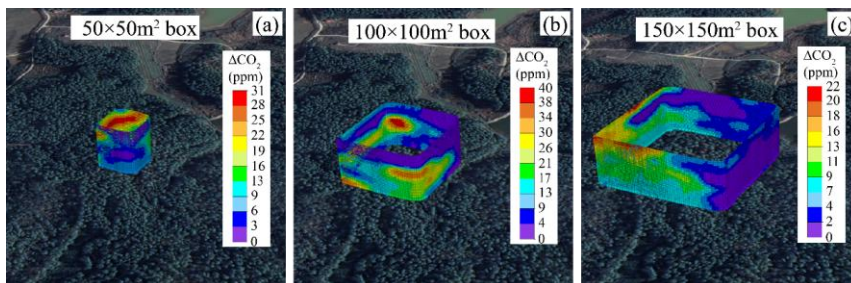 50×50m² box
(a)
ΔCO₂
(ppm)
31
28
25
22
19
16
13
9
6
3
0
100×100m² box
(b)
ΔCO₂
(ppm)
40
38
34
30
26
21
17
13
9
4
0
150×150m² box
(c)
ΔCO₂
(ppm)
22
20
18
16
13
11
9
7
4
2
0